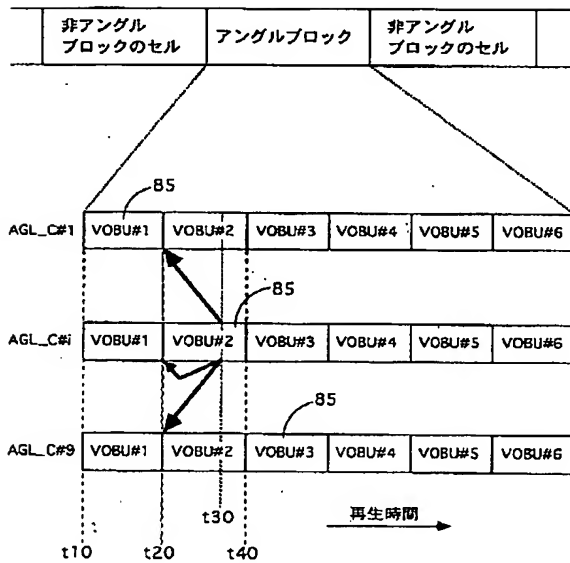 非アングル
ブロックのセル
アングルブロック
非アングル
ブロックのセル
85
AGL_C#1 VOBU#1 VOBU#2 VOBU#3 VOBU#4 VOBU#5 VOBU#6
85
AGL_C#i VOBU#1 VOBU#2 VOBU#3 VOBU#4 VOBU#5 VOBU#6
85
AGL_C#9 VOBU#1 VOBU#2 VOBU#3 VOBU#4 VOBU#5 VOBU#6
t30
再生時間
t10 t20 t40